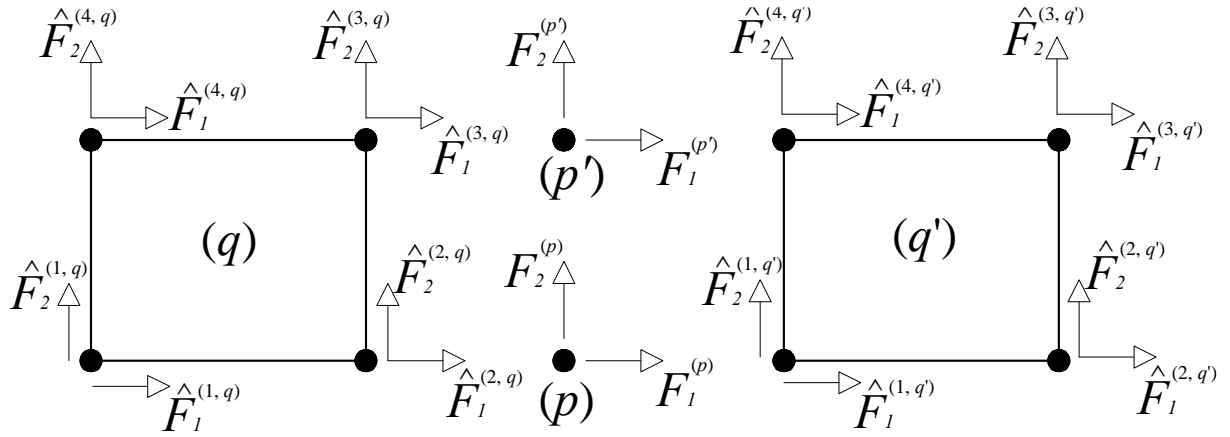 F̂₂⁽⁴, q⁾ F̂₂⁽³, q⁾ F₂⁽p'⁾ F̂₂⁽⁴, q'⁾ F̂₂⁽³, q'⁾
F̂₁⁽⁴, q⁾ F̂₁⁽³, q⁾ F₁⁽p'⁾ F̂₁⁽⁴, q'⁾ F̂₁⁽³, q'⁾
(p')
(q) (q')
F̂₂⁽¹, q⁾ F̂₂⁽², q⁾ F₂⁽p⁾ F̂₂⁽¹, q'⁾ F̂₂⁽², q'⁾
F̂₁⁽¹, q⁾ F̂₁⁽², q⁾ F₁⁽p⁾ F̂₁⁽¹, q'⁾ F̂₁⁽², q'⁾
(p)